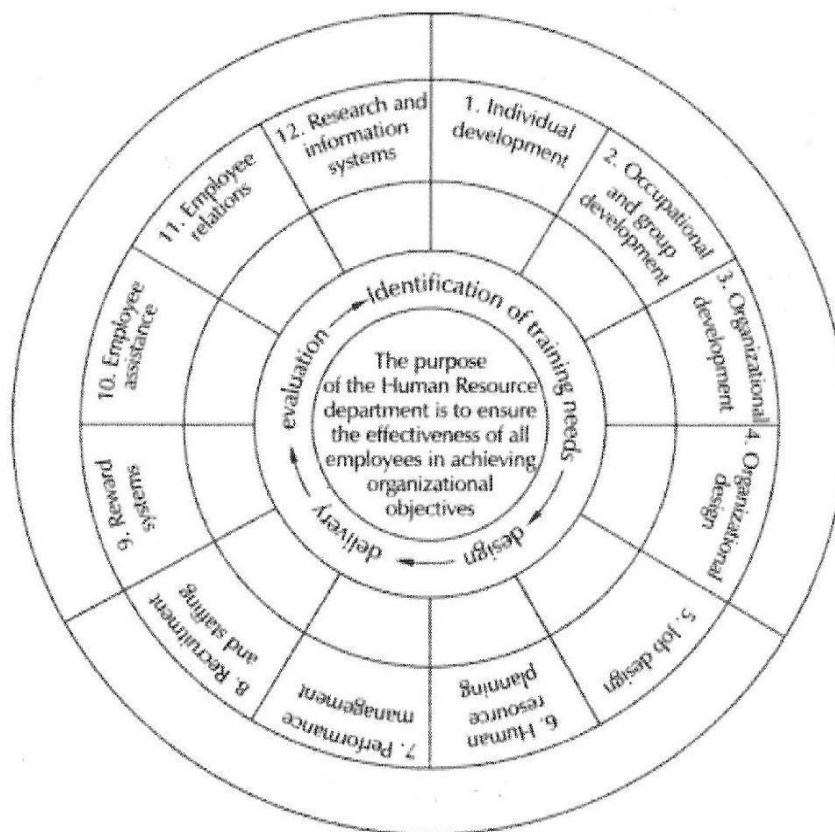 1. Individual
development
2. Occupational
and group
development
3. Organizational
development
4. Organizational
design
5. Job design
6. Human
resource
planning
7. Performance
management
8. Recruitment
and staffing
9. Reward
systems
10. Employee
assistance
11. Employee
relations
12. Research and
information
systems
Identification of training needs
design
delivery
evaluation
The purpose
of the Human Resource
department is to ensure
the effectiveness of all
employees in achieving
organizational
objectives